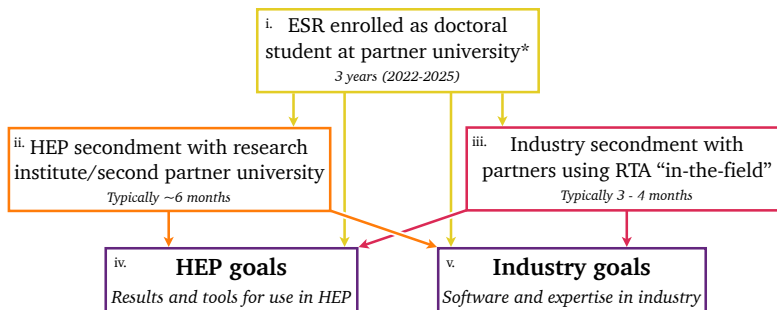 i. ESR enrolled as doctoral
student at partner university*
3 years (2022-2025)
ii. HEP secondment with research
institute/second partner university
Typically ~6 months
iii. Industry secondment with
partners using RTA “in-the-field”
Typically 3 - 4 months
iv. HEP goals
Results and tools for use in HEP
v. Industry goals
Software and expertise in industry